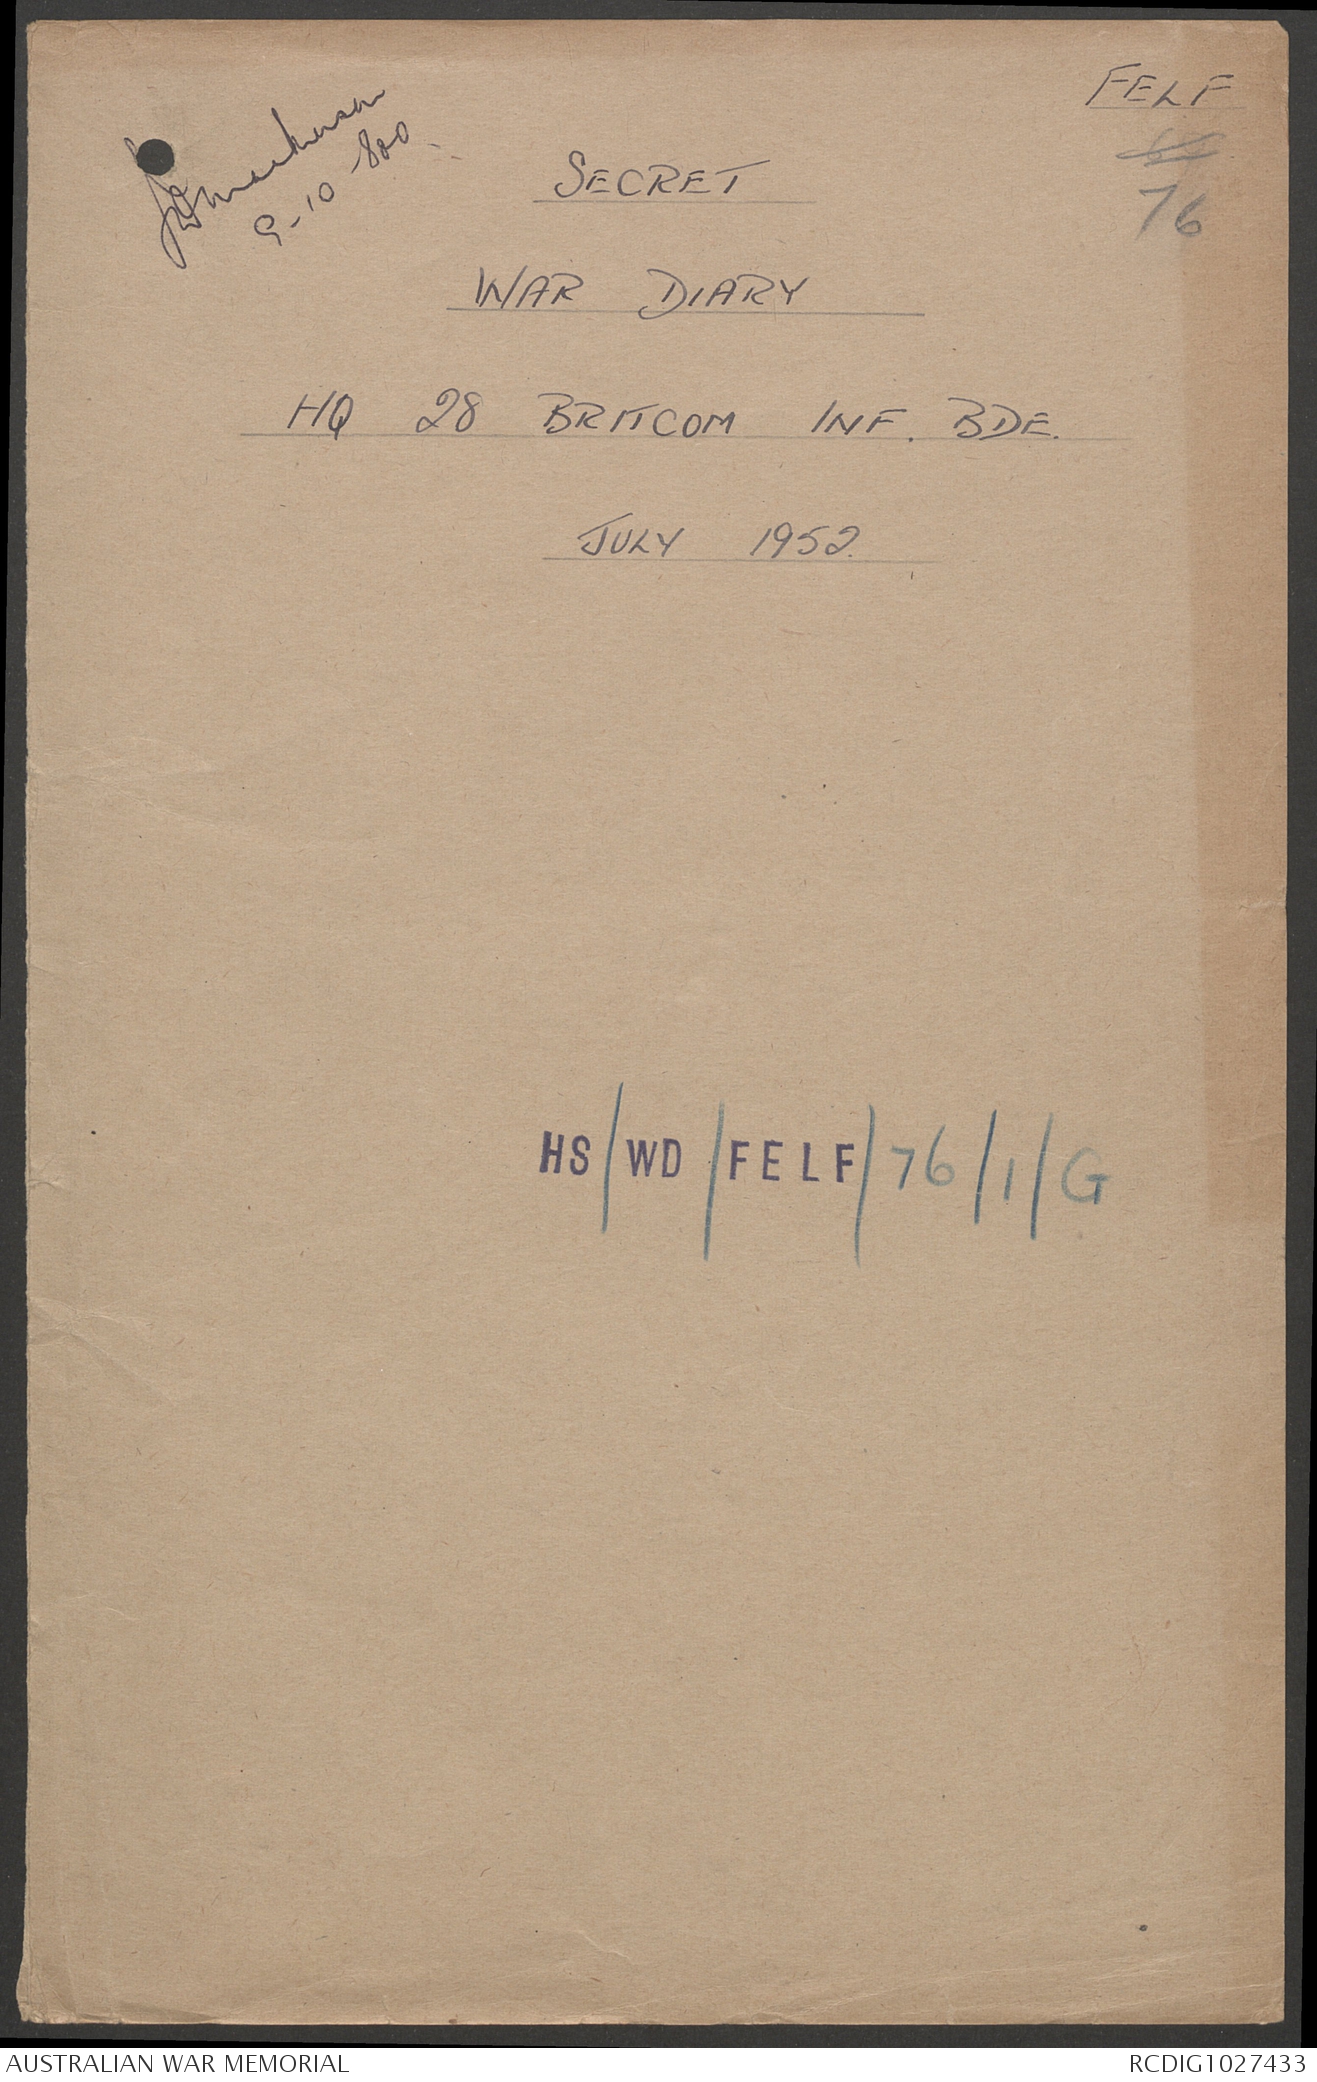 FELF
76
9-10-800
SECRET
WAR DIARY
HQ 28 BRITCOM INF. BDE.
JULY 1952.
HS/WD/FELF/76/1/G
AUSTRALIAN WAR MEMORIAL
RCDIG1027433